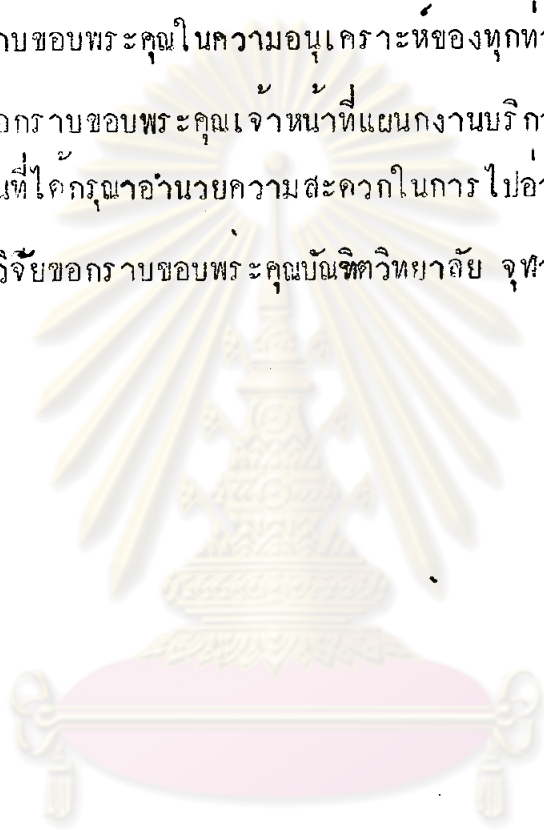 าบขอบพระคุณในความอนุเคราะห์ของทุกท่
กราบขอบพระคุณเจ้าหน้าที่แผนกงานบริกา
นที่ได้กรุณาอำนวยความสะดวกในการไปอ่
วิจัยขอกราบขอบพระคุณบัณฑิตวิทยาลัย จุฬา